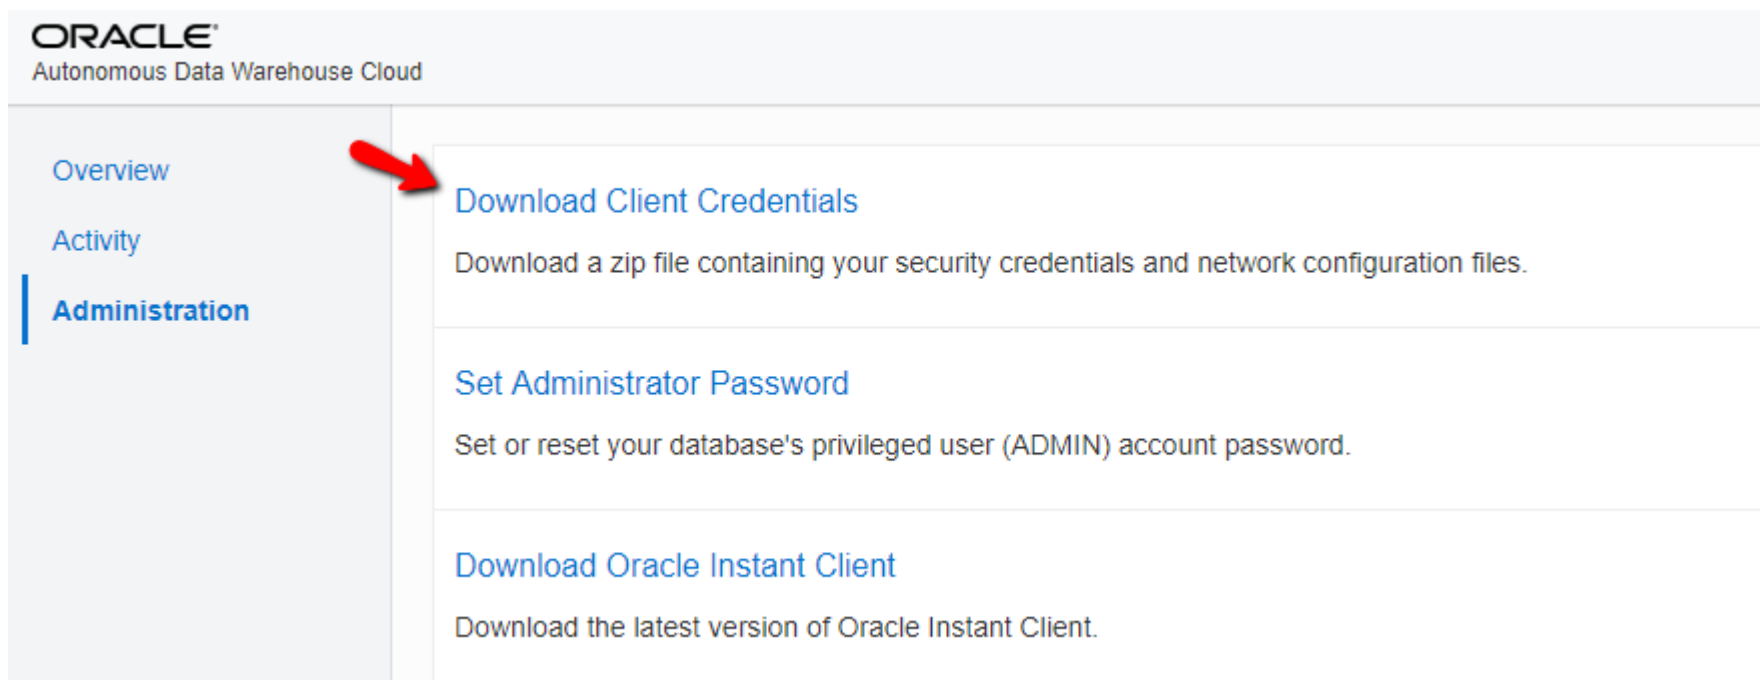 ORACLE
Autonomous Data Warehouse Cloud
Overview
Activity
Administration
Download Client Credentials
Download a zip file containing your security credentials and network configuration files.
Set Administrator Password
Set or reset your database's privileged user (ADMIN) account password.
Download Oracle Instant Client
Download the latest version of Oracle Instant Client.